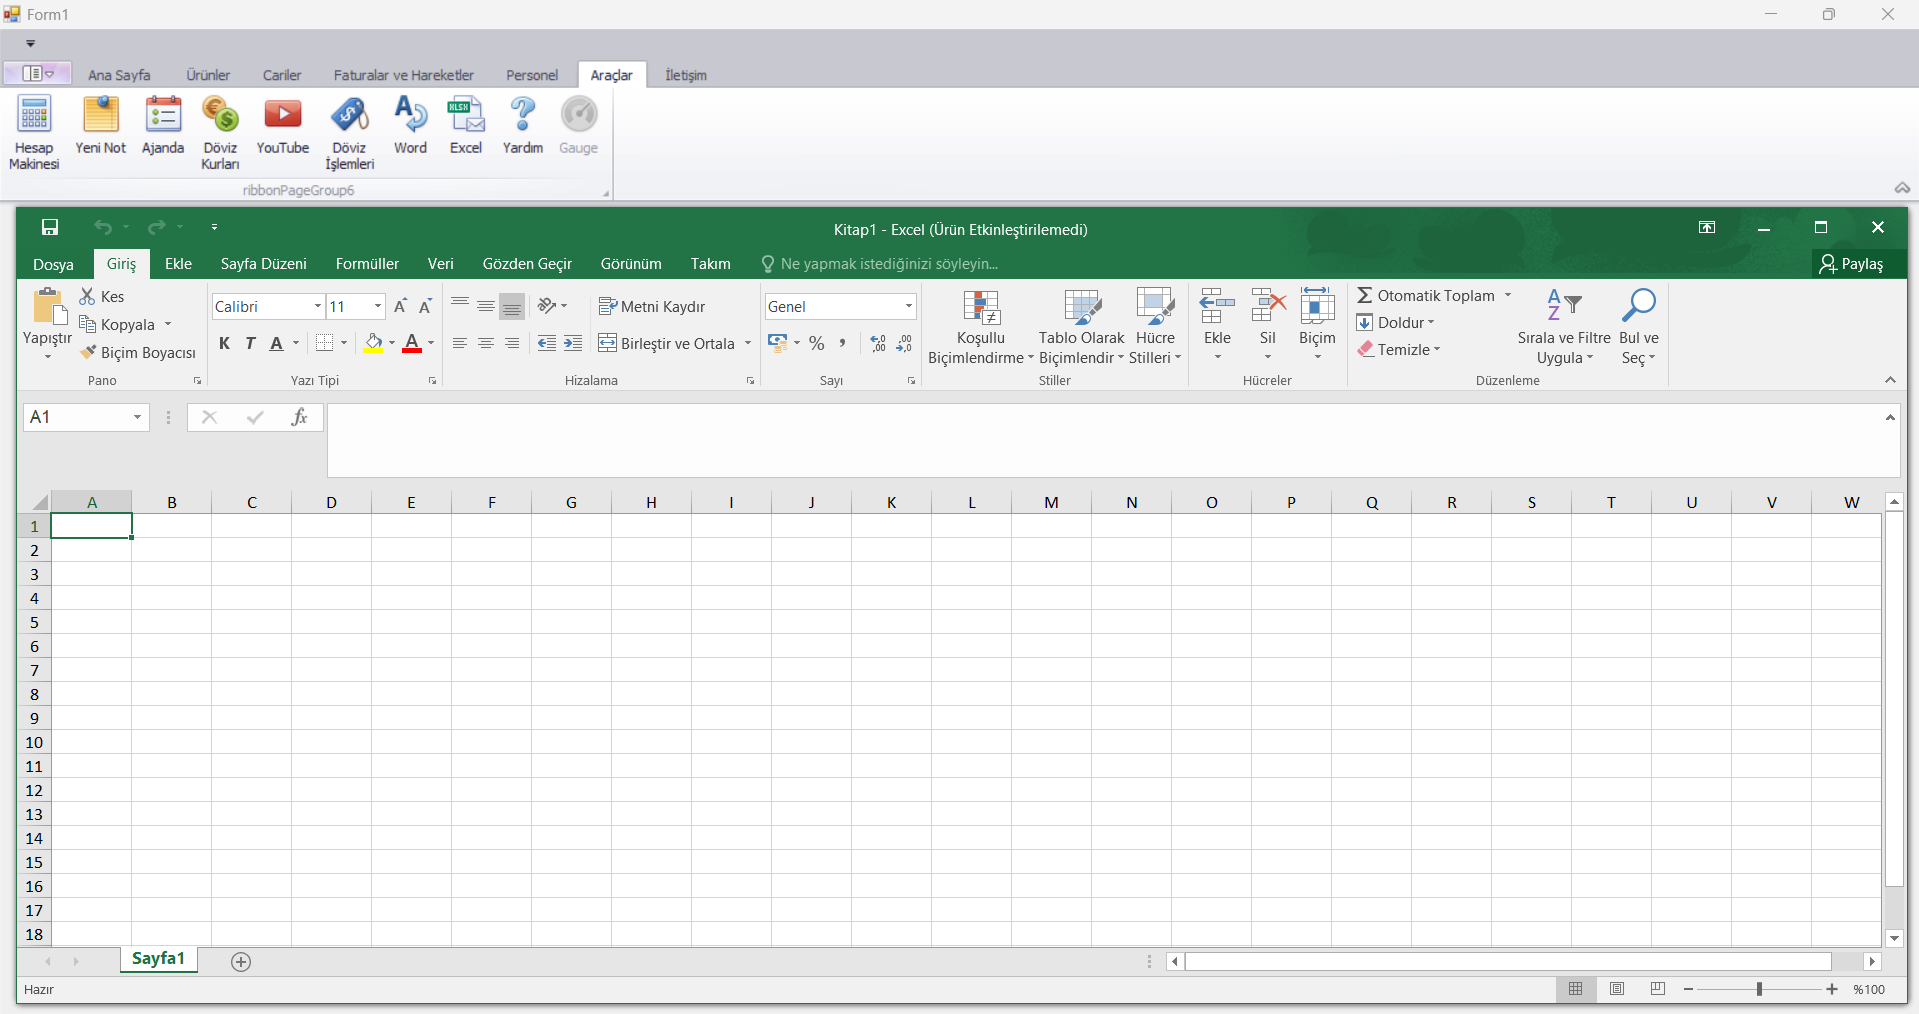 Form1
Ana Sayfa Ürünler Cariler Faturalar ve Hareketler Personel Araçlar İletişim
Hesap Makinesi Yeni Not Ajanda Döviz Kurları YouTube Döviz İşlemleri Word XLSX Excel Yardım Gauge
ribbonPageGroup6
Kitap1 - Excel (Ürün Etkinleştirilemedi)
Dosya Giriş Ekle Sayfa Düzeni Formüller Veri Gözden Geçir Görünüm Takım Ne yapmak istediğinizi söyleyin... Paylaş
Yapıştır
Kes
Kopyala
Biçim Boyacısı
Pano
Calibri 11
K T A A
Yazı Tipi
Metni Kaydır
Birleştir ve Ortala
Hizalama
Genel
%
Sayı
Koşullu Biçimlendirme
Tablo Olarak Biçimlendir
Hücre Stilleri
Stiller
Ekle Sil Biçim
Hücreler
Otomatik Toplam
Doldur
Temizle
Sırala ve Filtre Uygula
Bul ve Seç
Düzenleme
A1
fx
A B C D E F G H I J K L M N O P Q R S T U V W
1
2
3
4
5
6
7
8
9
10
11
12
13
14
15
16
17
18
Sayfa1
Hazır
%100